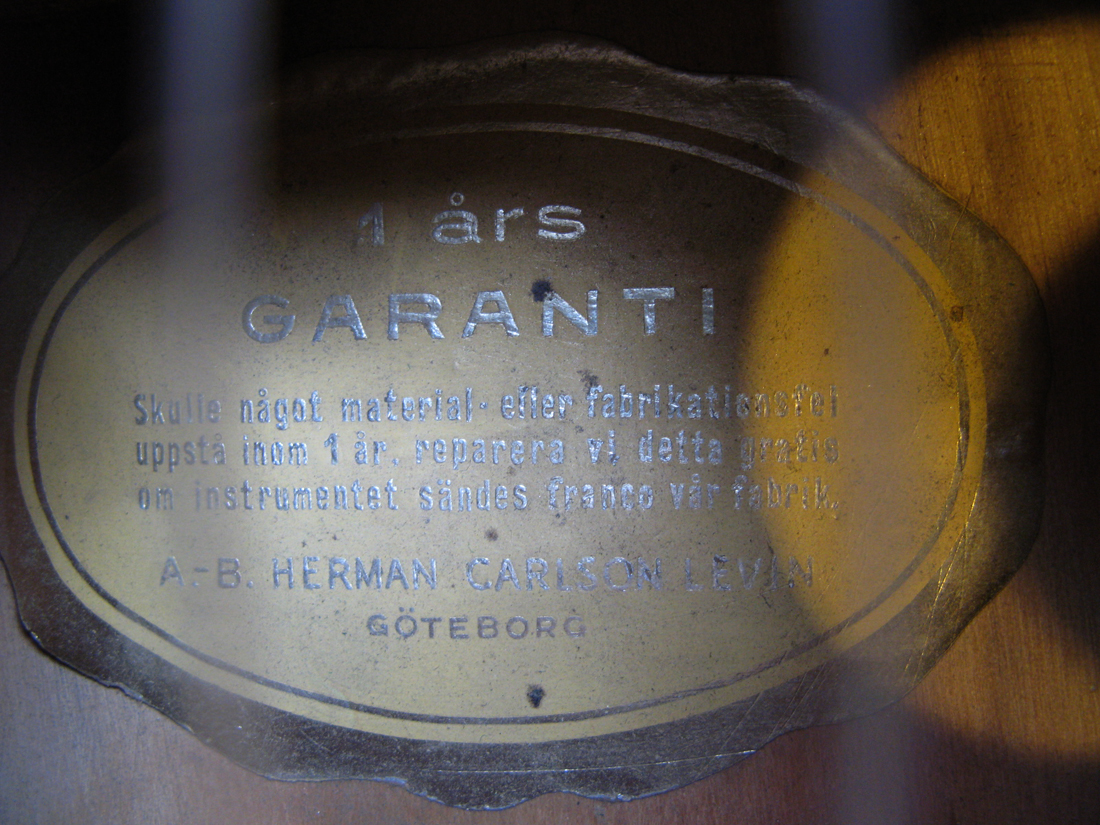 1 års
GARANTI
Skulle något material- eller fabrikationsfel
uppstå inom 1 år. reparera vi detta gratis
om instrumentet sändes franco vår fabrik.
A.-B. HERMAN CARLSON LEVIN
GÖTEBORG